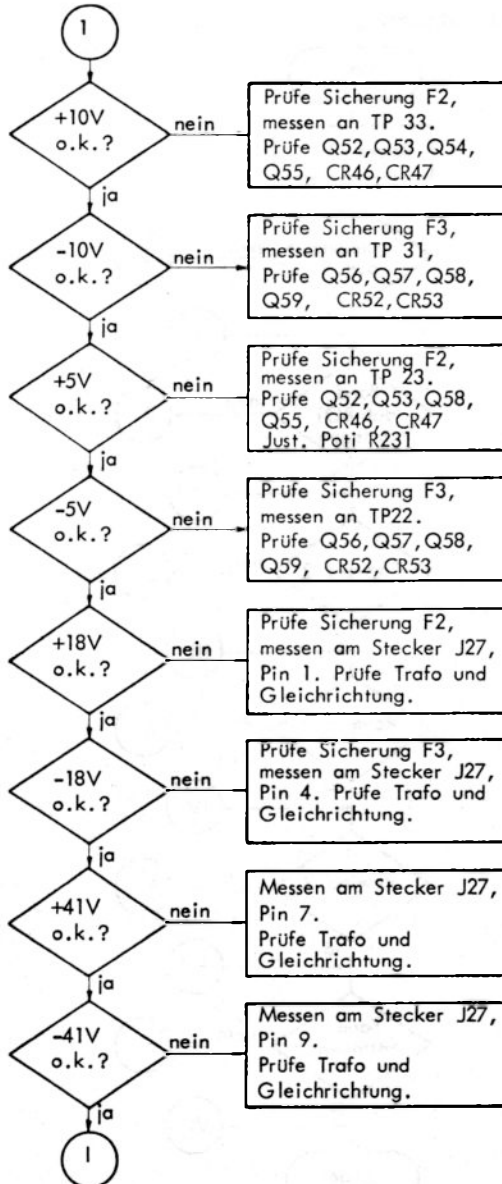 1
+10V
o.k.?
nein
Prüfe Sicherung F2,
messen an TP 33.
Prüfe Q52,Q53,Q54,
Q55, CR46,CR47
ja
-10V
o.k.?
nein
Prüfe Sicherung F3,
messen an TP 31,
Prüfe Q56,Q57,Q58,
Q59, CR52,CR53
ja
+5V
o.k.?
nein
Prüfe Sicherung F2,
messen an TP 23.
Prüfe Q52,Q53,Q58,
Q55, CR46, CR47
Just. Poti R231
ja
-5V
o.k.?
nein
Prüfe Sicherung F3,
messen an TP22.
Prüfe Q56,Q57,Q58,
Q59, CR52,CR53
ja
+18V
o.k.?
nein
Prüfe Sicherung F2,
messen am Stecker J27,
Pin 1. Prüfe Trafo und
Gleichrichtung.
ja
-18V
o.k.?
nein
Prüfe Sicherung F3,
messen am Stecker J27,
Pin 4. Prüfe Trafo und
Gleichrichtung.
ja
+41V
o.k.?
nein
Messen am Stecker J27,
Pin 7.
Prüfe Trafo und
Gleichrichtung.
ja
-41V
o.k.?
nein
Messen am Stecker J27,
Pin 9.
Prüfe Trafo und
Gleichrichtung.
ja
I